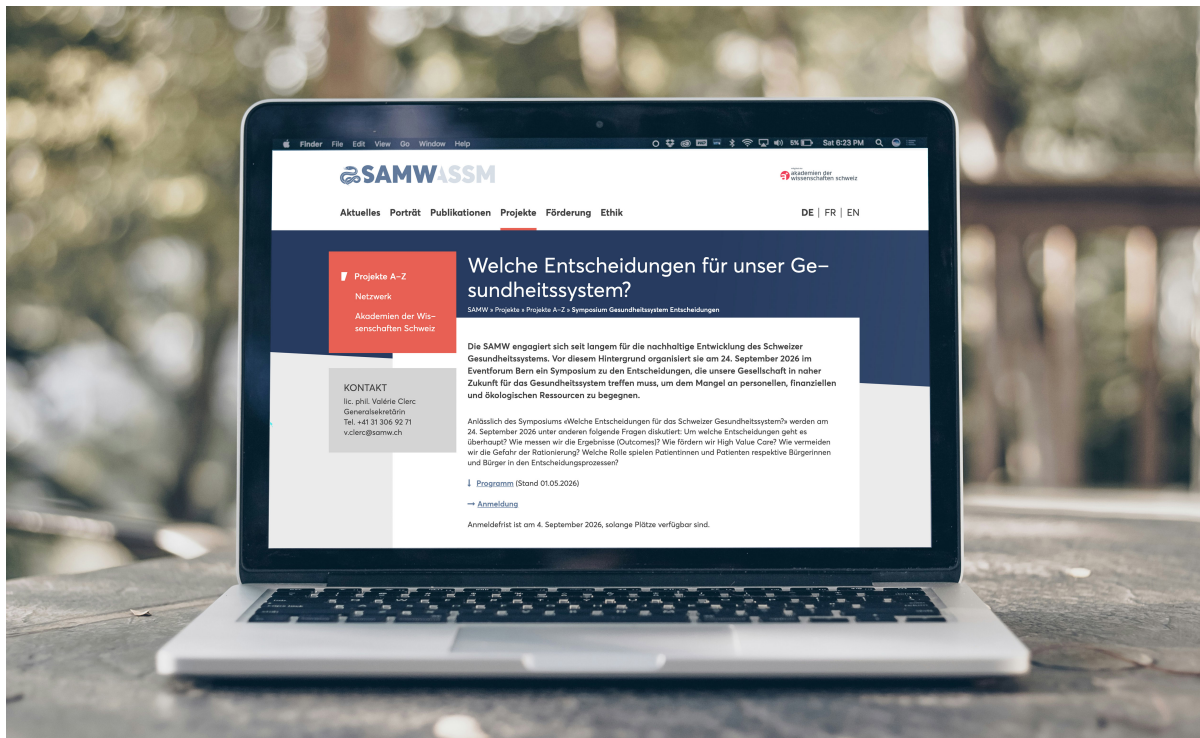 Finder File Edit View Go Window Help
5% Sat 6:23 PM
SAMWASSM
akademien der
wissenschaften schweiz
Aktuelles Porträt Publikationen Projekte Förderung Ethik
DE | FR | EN
Projekte A–Z
Netzwerk
Akademien der Wis–
senschaften Schweiz
KONTAKT
lic. phil. Valérie Clerc
Generalsekretärin
Tel. +41 31 306 92 71
v.clerc@samw.ch
Welche Entscheidungen für unser Ge–
sundheitssystem?
SAMW » Projekte » Projekte A–Z » Symposium Gesundheitssystem Entscheidungen
Die SAMW engagiert sich seit langem für die nachhaltige Entwicklung des Schweizer
Gesundheitssystems. Vor diesem Hintergrund organisiert sie am 24. September 2026 im
Eventforum Bern ein Symposium zu den Entscheidungen, die unsere Gesellschaft in naher
Zukunft für das Gesundheitssystem treffen muss, um dem Mangel an personellen, finanziellen
und ökologischen Ressourcen zu begegnen.
Anlässlich des Symposiums «Welche Entscheidungen für das Schweizer Gesundheitssystem?» werden am
24. September 2026 unter anderen folgende Fragen diskutiert: Um welche Entscheidungen geht es
überhaupt? Wie messen wir die Ergebnisse (Outcomes)? Wie fördern wir High Value Care? Wie vermeiden
wir die Gefahr der Rationierung? Welche Rolle spielen Patientinnen und Patienten respektive Bürgerinnen
und Bürger in den Entscheidungsprozessen?
↓ Programm (Stand 01.05.2026)
→ Anmeldung
Anmeldefrist ist am 4. September 2026, solange Plätze verfügbar sind.